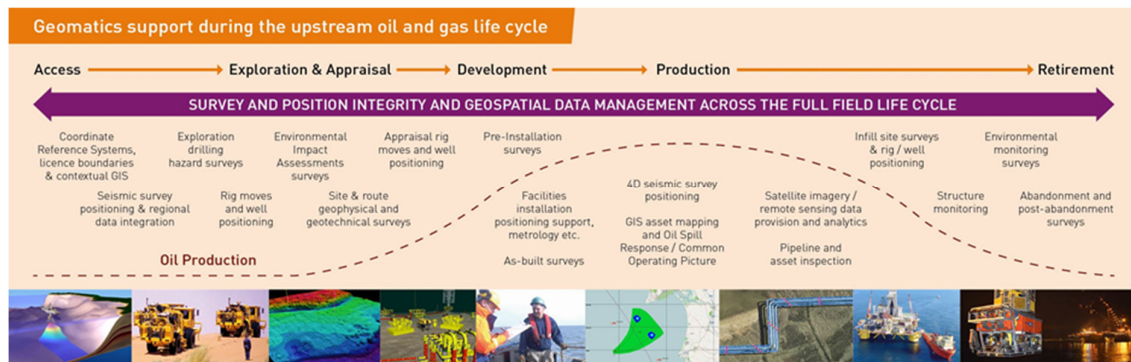 Geomatics support during the upstream oil and gas life cycle
Access
Exploration & Appraisal
Development
Production
Retirement
SURVEY AND POSITION INTEGRITY AND GEOSPATIAL DATA MANAGEMENT ACROSS THE FULL FIELD LIFE CYCLE
Coordinate
Reference Systems,
licence boundaries
& contextual GIS
Exploration
drilling
hazard surveys
Environmental
Impact
Assessments
surveys
Appraisal rig
moves and well
positioning
Pre-Installation
surveys
Infill site surveys
& rig / well
positioning
Environmental
monitoring
surveys
Seismic survey
positioning & regional
data integration
Rig moves
and well
positioning
Site & route
geophysical and
geotechnical surveys
Facilities
installation
positioning support,
metrology etc.
As-built surveys
4D seismic survey
positioning
GIS asset mapping
and Oil Spill
Response / Common
Operating Picture
Satellite imagery /
remote sensing data
provision and analytics
Pipeline and
asset inspection
Structure
monitoring
Abandonment and
post-abandonment
surveys
Oil Production